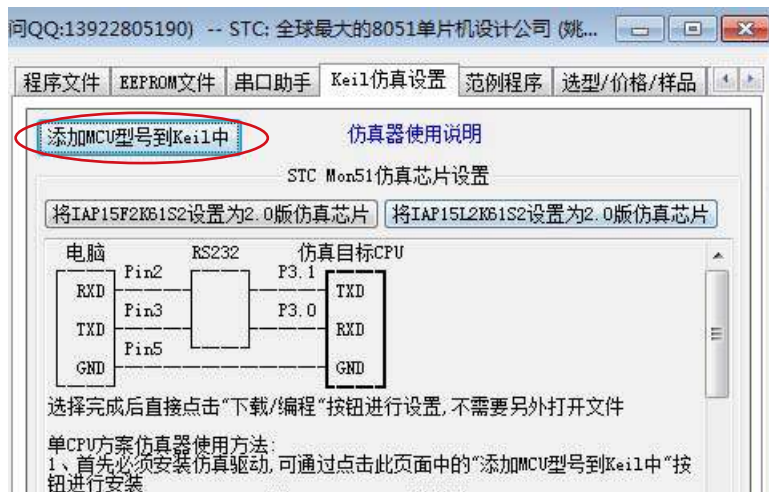 问QQ:13922805190) -- STC: 全球最大的8051单片机设计公司 (姚...
程序文件 EEPROM文件 串口助手 Keil仿真设置 范例程序 选型/价格/样品
添加MCU型号到Keil中 仿真器使用说明
STC Mon51仿真芯片设置
将IAP15F2K61S2设置为2.0版仿真芯片 将IAP15L2K61S2设置为2.0版仿真芯片
电脑 RS232 仿真目标CPU
Pin2 P3.1
RXD TXD
Pin3 P3.0
TXD RXD
Pin5
GND GND
选择完成后直接点击"下载/编程"按钮进行设置,不需要另外打开文件
单CPU方案仿真器使用方法:
1、首先必须安装仿真驱动,可通过点击此页面中的"添加MCU型号到Keil中"按
钮进行安装